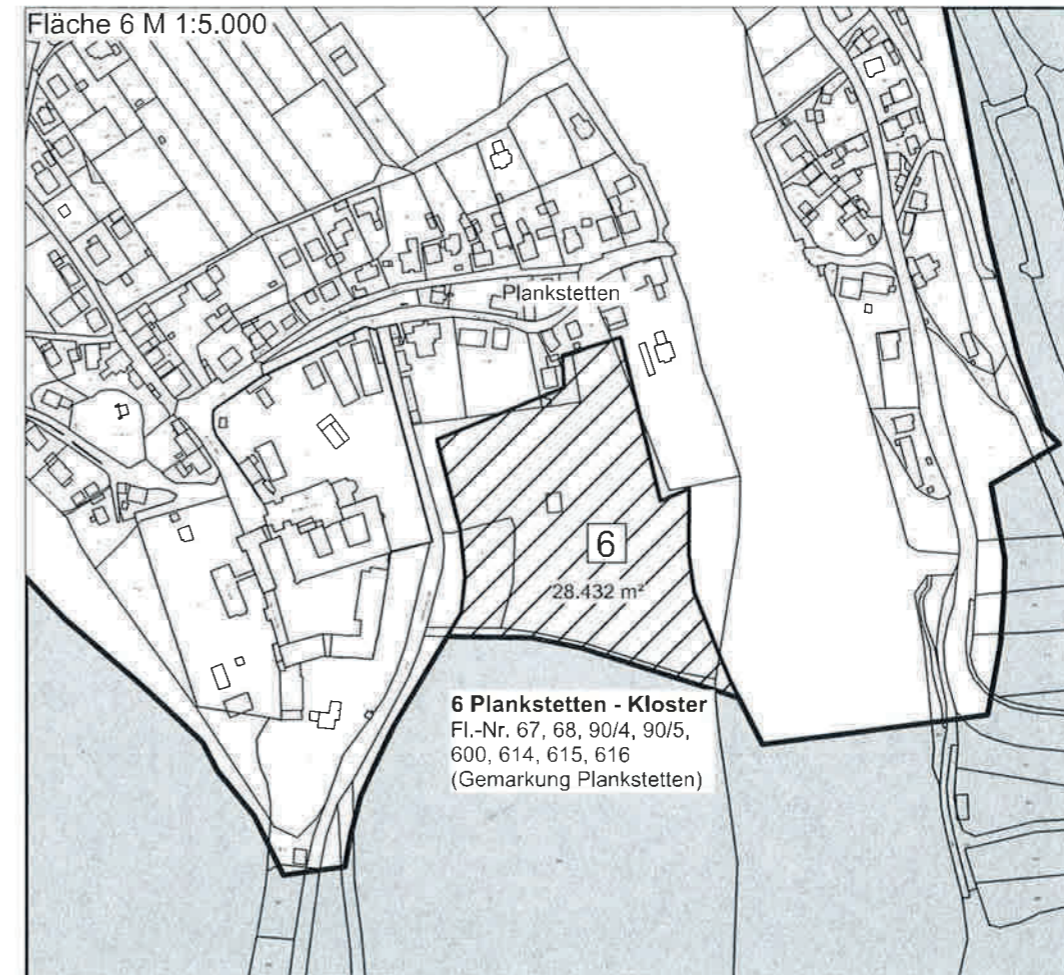 Fläche 6 M 1:5.000
Plankstetten
6
28.432 m²
6 Plankstetten - Kloster
Fl.-Nr. 67, 68, 90/4, 90/5,
600, 614, 615, 616
(Gemarkung Plankstetten)